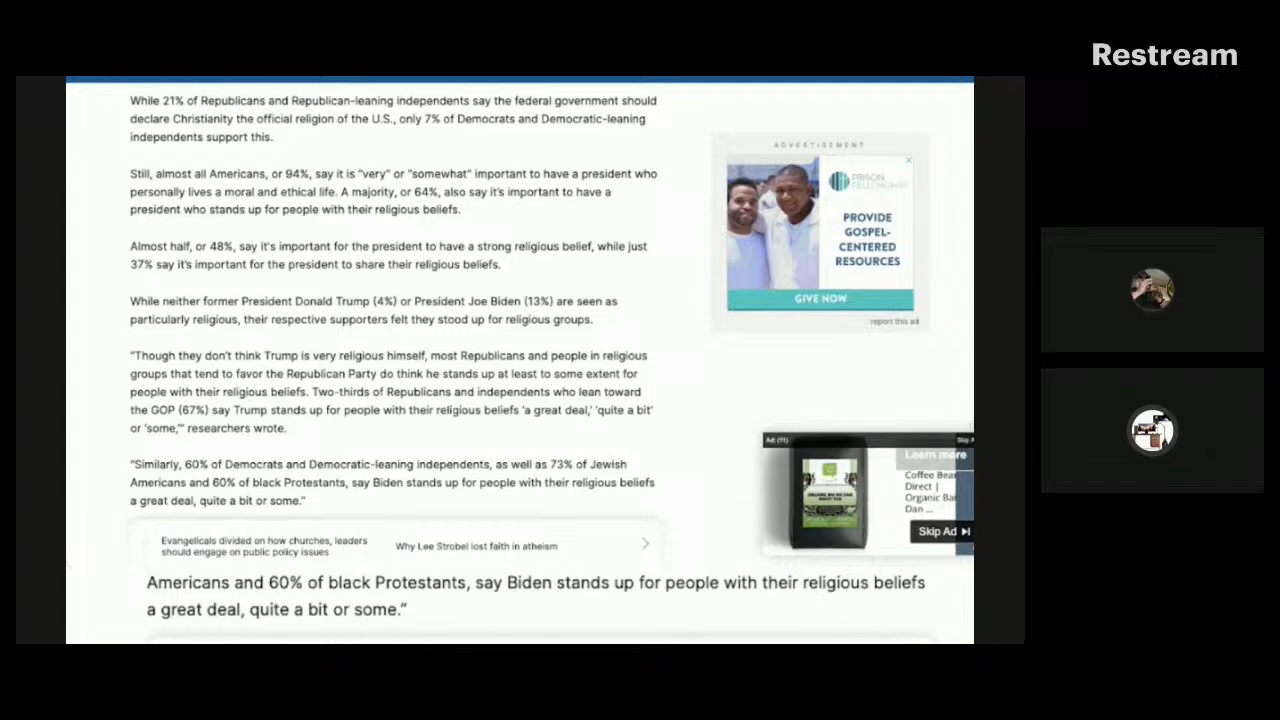 Restream
While 21% of Republicans and Republican-leaning independents say the federal government should
declare Christianity the official religion of the U.S., only 7% of Democrats and Democratic-leaning
independents support this.
Still, almost all Americans, or 94%, say it is “very” or “somewhat” important to have a president who
personally lives a moral and ethical life. A majority, or 64%, also say it’s important to have a
president who stands up for people with their religious beliefs.
Almost half, or 48%, say it's important for the president to have a strong religious belief, while just
37% say it’s important for the president to share their religious beliefs.
While neither former President Donald Trump (4%) or President Joe Biden (13%) are seen as
particularly religious, their respective supporters felt they stood up for religious groups.
“Though they don’t think Trump is very religious himself, most Republicans and people in religious
groups that tend to favor the Republican Party do think he stands up at least to some extent for
people with their religious beliefs. Two-thirds of Republicans and independents who lean toward
the GOP (67%) say Trump stands up for people with their religious beliefs ‘a great deal,’ ‘quite a bit’
or ‘some,’” researchers wrote.
“Similarly, 60% of Democrats and Democratic-leaning independents, as well as 73% of Jewish
Americans and 60% of black Protestants, say Biden stands up for people with their religious beliefs
a great deal, quite a bit or some.”
Evangelicals divided on how churches, leaders
should engage on public policy issues
Why Lee Strobel lost faith in atheism
Americans and 60% of black Protestants, say Biden stands up for people with their religious beliefs
a great deal, quite a bit or some.”
ADVERTISEMENT
PRISON
FELLOWSHIP
PROVIDE
GOSPEL-
CENTERED
RESOURCES
GIVE NOW
report this ad
Ad: (11)
Skip A
Learn more
Coffee Bean
Direct |
Organic Bai
Dan ...
Skip Ad